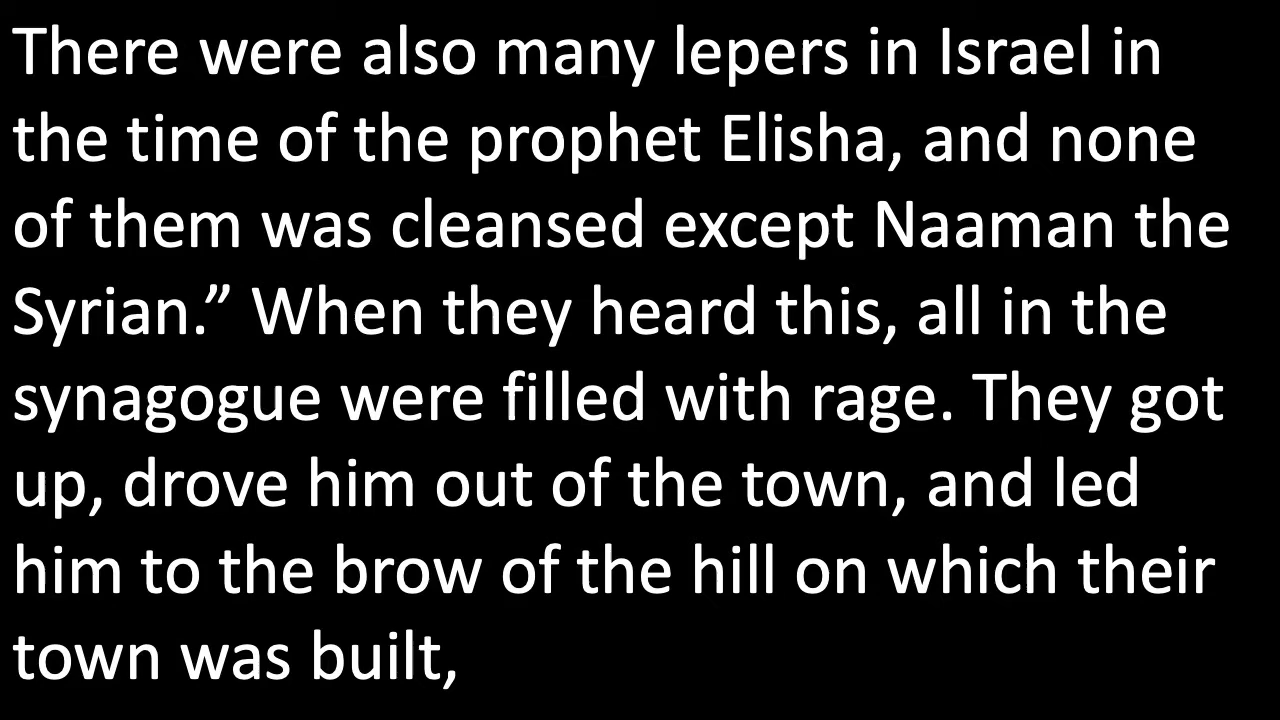 There were also many lepers in Israel in
the time of the prophet Elisha, and none
of them was cleansed except Naaman the
Syrian.” When they heard this, all in the
synagogue were filled with rage. They got
up, drove him out of the town, and led
him to the brow of the hill on which their
town was built,